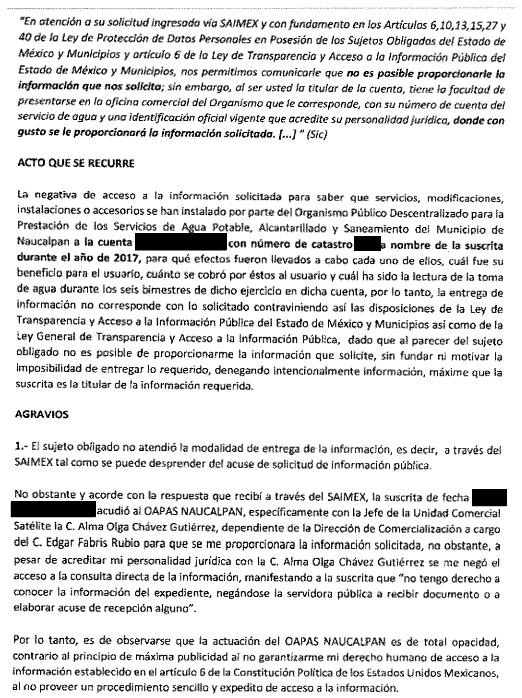 "En atención a su solicitud ingresada vía SAIMEX y con fundamento en los Artículos 6,10,13,15,27 y
40 de la Ley de Protección de Datos Personales en Posesión de los Sujetos Obligados del Estado de
México y Municipios y artículo 6 de la Ley de Transparencia y Acceso a la Información Pública del
Estado de México y Municipios, nos permitimos comunicarle que no es posible proporcionarle la
información que nos solicita; sin embargo, al ser usted la titular de la cuenta, tiene la facultad de
presentarse en la oficina comercial del Organismo que le corresponde, con su número de cuenta del
servicio de agua y una identificación oficial vigente que acredite su personalidad jurídica, donde con
gusto se le proporcionará la información solicitada. [...] " (Sic)
ACTO QUE SE RECURRE
La negativa de acceso a la información solicitada para saber que servicios, modificaciones,
instalaciones o accesorios se han instalado por parte del Organismo Público Descentralizado para la
Prestación de los Servicios de Agua Potable, Alcantarillado y Saneamiento del Municipio de
Naucalpan a la cuenta con número de catastro a nombre de la suscrita
durante el año de 2017, para qué efectos fueron llevados a cabo cada uno de ellos, cuál fue su
beneficio para el usuario, cuánto se cobró por éstos al usuario y cuál ha sido la lectura de la toma
de agua durante los seis bimestres de dicho ejercicio en dicha cuenta, por lo tanto, la entrega de
información no corresponde con lo solicitado contraviniendo así las disposiciones de la Ley de
Transparencia y Acceso a la Información Pública del Estado de México y Municipios así como de la
Ley General de Transparencia y Acceso a la Información Pública, dado que al parecer del sujeto
obligado no es posible de proporcionarme la información que solicite, sin fundar ni motivar la
imposibilidad de entregar lo requerido, denegando intencionalmente información, máxime que la
suscrita es la titular de la información requerida.
AGRAVIOS
1.- El sujeto obligado no atendió la modalidad de entrega de la información, es decir, a través del
SAIMEX tal como se puede desprender del acuse de solicitud de información pública.
No obstante y acorde con la respuesta que recibí a través del SAIMEX, la suscrita de fecha
acudió al OAPAS NAUCALPAN, específicamente con la Jefe de la Unidad Comercial
Satélite la C. Alma Olga Chávez Gutiérrez, dependiente de la Dirección de Comercialización a cargo
del C. Edgar Fabris Rubio para que se me proporcionara la información solicitada, no obstante, a
pesar de acreditar mi personalidad jurídica con la C. Alma Olga Chávez Gutiérrez se me negó el
acceso a la consulta directa de la información, manifestando a la suscrita que "no tengo derecho a
conocer la información del expediente, negándose la servidora pública a recibir documento o a
elaborar acuse de recepción alguno".
Por lo tanto, es de observarse que la actuación del OAPAS NAUCALPAN es de total opacidad,
contrario al principio de máxima publicidad al no garantizarme mi derecho humano de acceso a la
información establecido en el artículo 6 de la Constitución Política de los Estados Unidos Mexicanos,
al no proveer un procedimiento sencillo y expedito de acceso a la información.